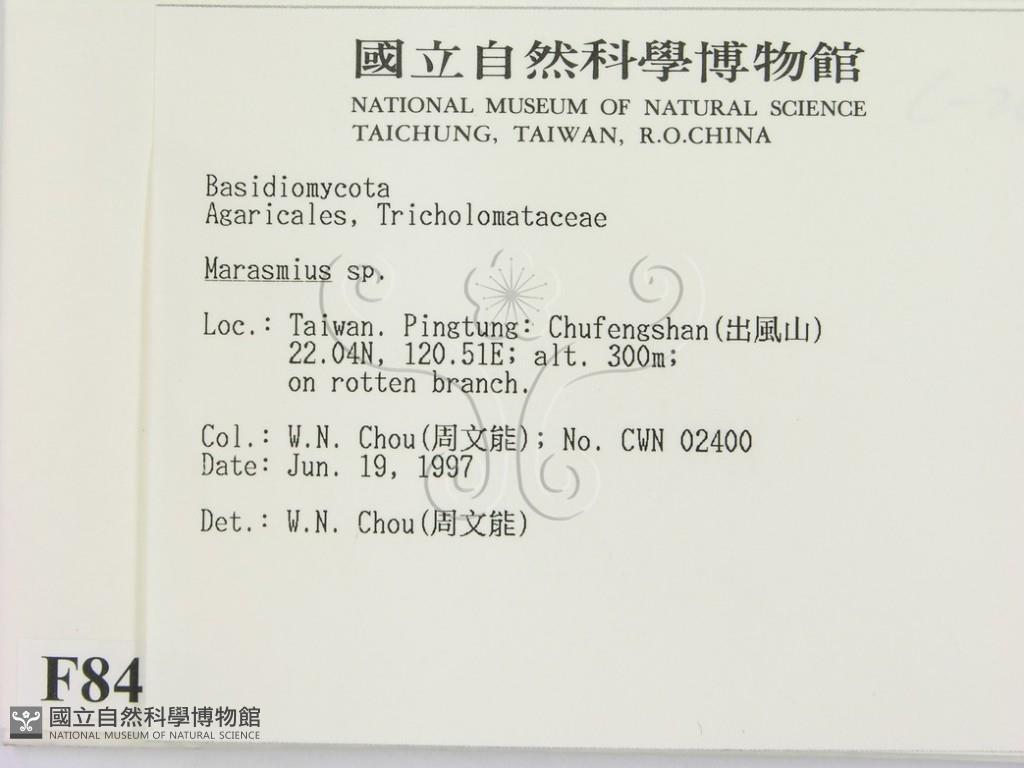 國立自然科學博物館
NATIONAL MUSEUM OF NATURAL SCIENCE
TAICHUNG, TAIWAN, R.O.CHINA
Basidiomycota
Agaricales, Tricholomataceae
Marasmius sp.
Loc.: Taiwan. Pingtung: Chufengshan(出風山)
22.04N, 120.51E; alt. 300m;
on rotten branch.
Col.: W.N. Chou(周文能); No. CWN 02400
Date: Jun. 19, 1997
Det.: W.N. Chou(周文能)
F84
國立自然科學博物館
NATIONAL MUSEUM OF NATURAL SCIENCE